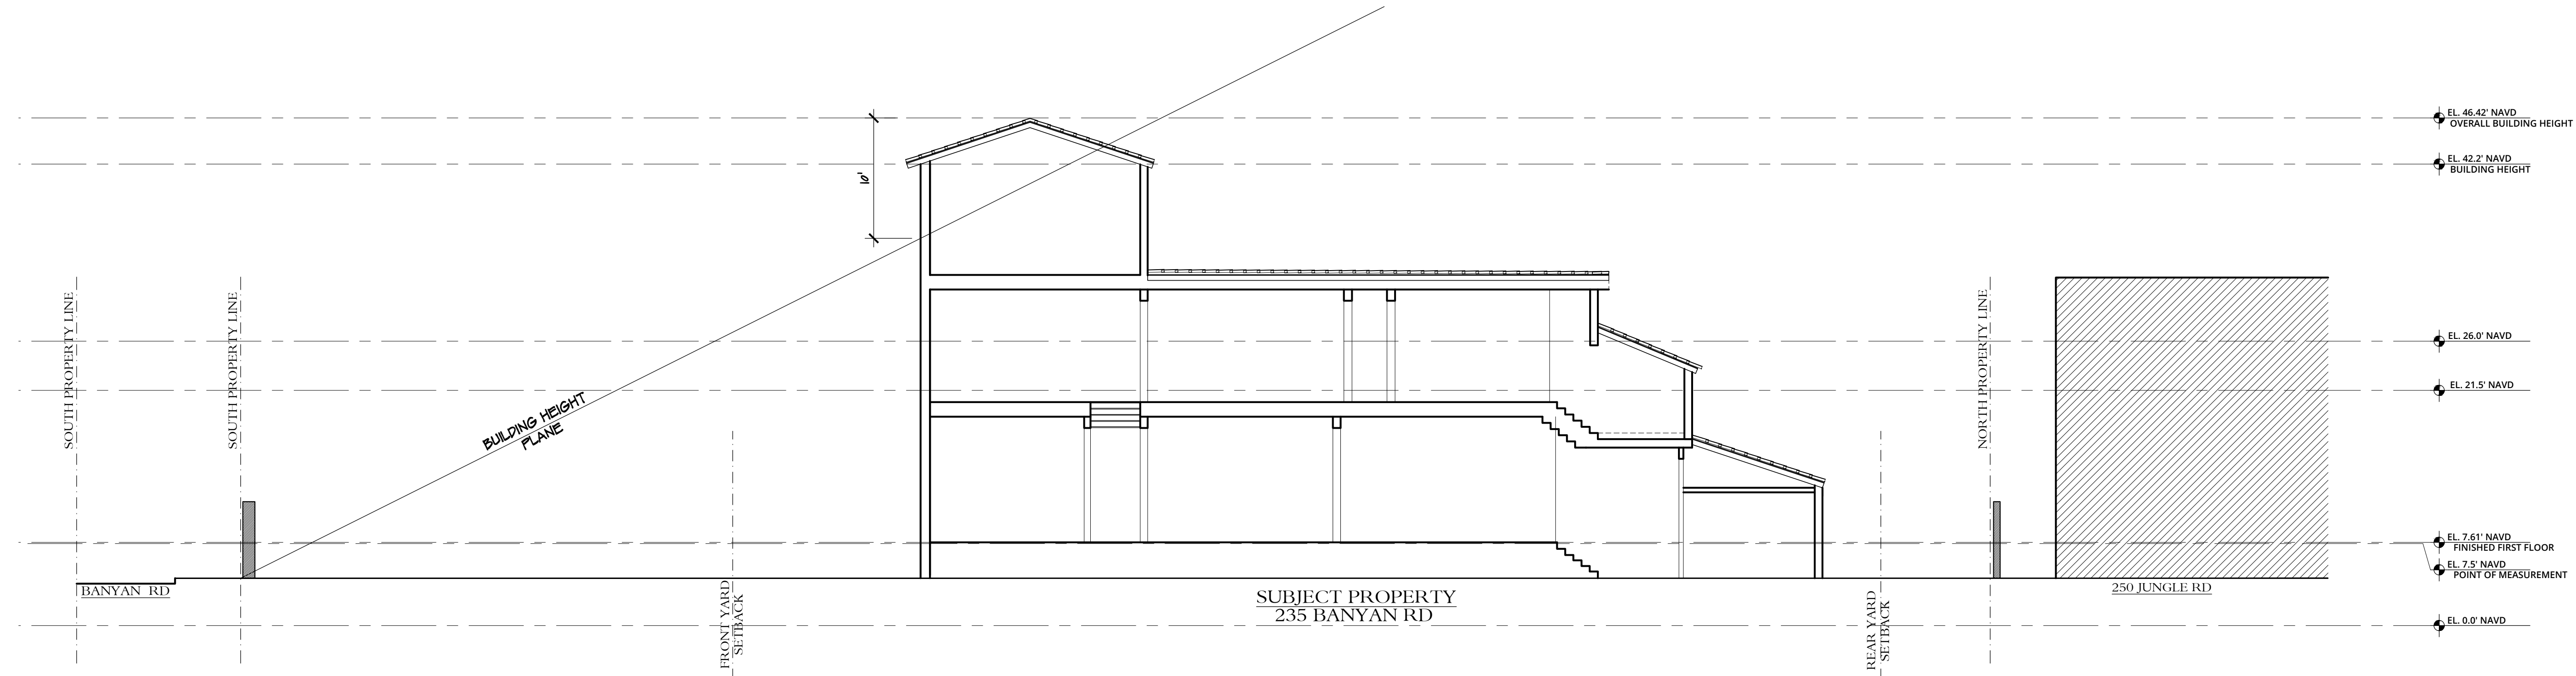 EL. 46.42' NAVD
OVERALL BUILDING HEIGHT
EL. 42.2' NAVD
BUILDING HEIGHT
10'
SOUTH PROPERTY LINE
SOUTH PROPERTY LINE
NORTH PROPERTY LINE
EL. 26.0' NAVD
EL. 21.5' NAVD
BUILDING HEIGHT
PLANE
EL. 7.61' NAVD
FINISHED FIRST FLOOR
EL. 7.5' NAVD
POINT OF MEASUREMENT
BANYAN RD
FRONT YARD
SETBACK
SUBJECT PROPERTY
235 BANYAN RD
REAR YARD
SETBACK
250 JUNGLE RD
EL. 0.0' NAVD